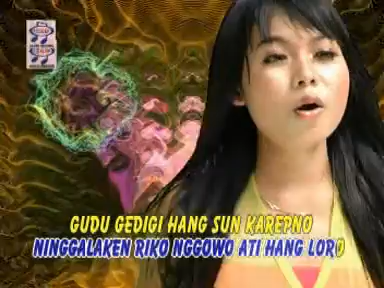 GUDU GEDIGI HANG SUN KAREPNO
NINGGALAKEN RIKO NGGOWO ATI HANG LORO